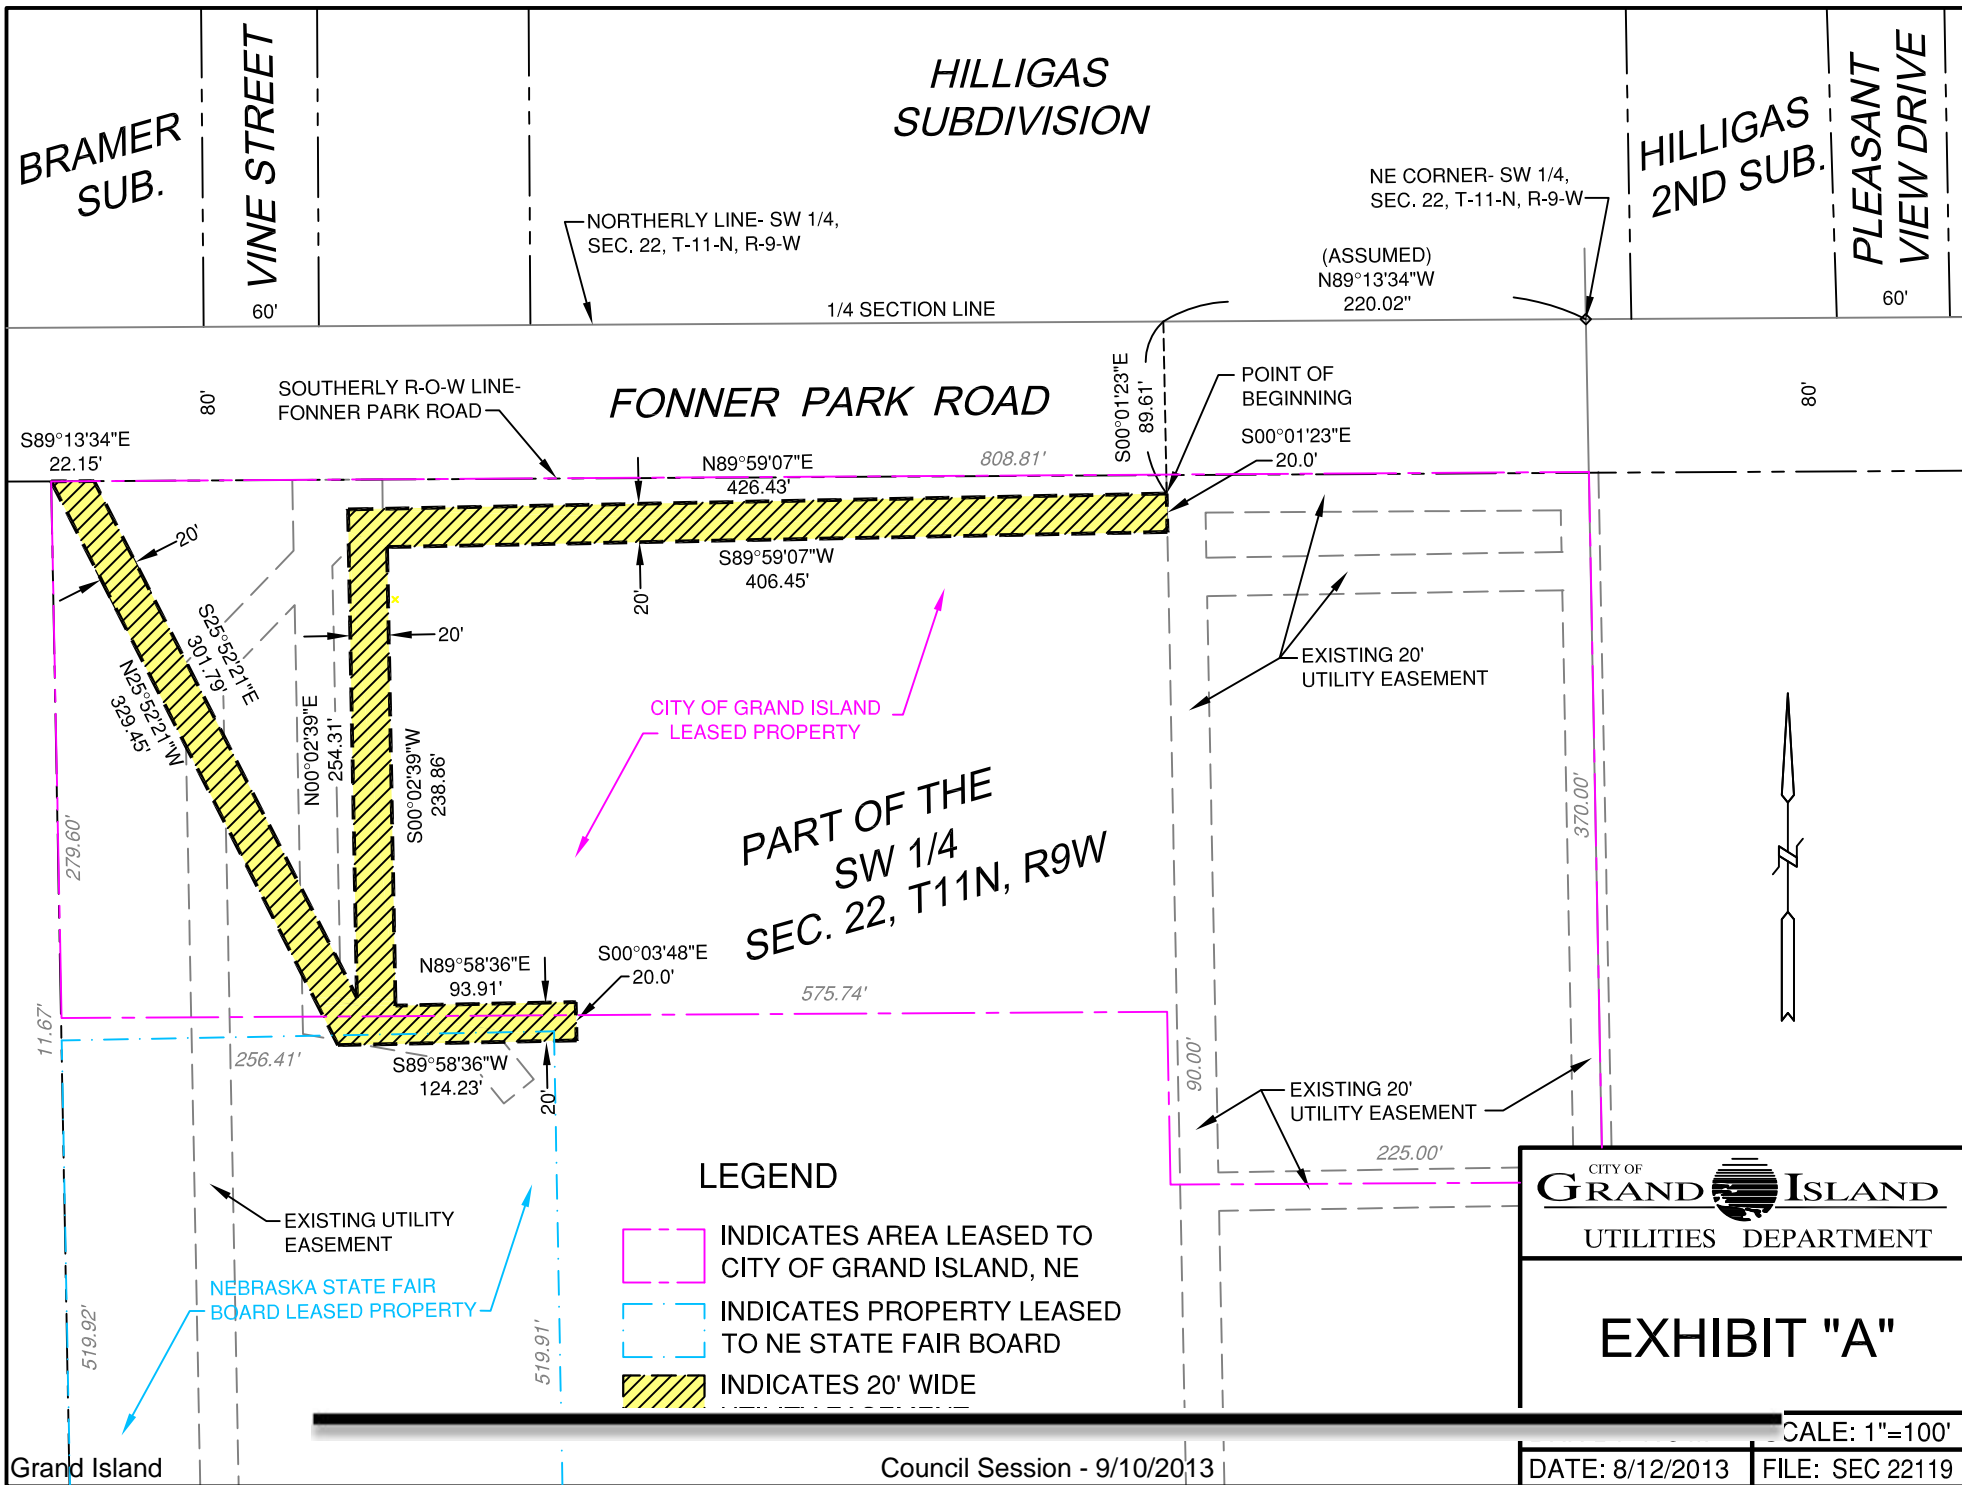 BRAMER
SUB.
VINE STREET
60'
HILLIGAS
SUBDIVISION
HILLIGAS
2ND SUB.
PLEASANT
VIEW DRIVE
60'
NORTHERLY LINE- SW 1/4,
SEC. 22, T-11-N, R-9-W
NE CORNER- SW 1/4,
SEC. 22, T-11-N, R-9-W
(ASSUMED)
N89°13'34"W
220.02"
1/4 SECTION LINE
80'
SOUTHERLY R-O-W LINE-
FONNER PARK ROAD
FONNER PARK ROAD
S00°01'23"E
89.61'
POINT OF
BEGINNING
S00°01'23"E
20.0'
80'
S89°13'34"E
22.15'
N89°59'07"E
426.43'
808.81'
20'
S89°59'07"W
406.45'
20'
20'
S25°52'21"E
301.79'
N25°52'21"W
329.45'
N00°02'39"E
254.31'
S00°02'39"W
238.86'
EXISTING 20'
UTILITY EASEMENT
CITY OF GRAND ISLAND
LEASED PROPERTY
279.60'
370.00'
PART OF THE
SW 1/4
SEC. 22, T11N, R9W
N89°58'36"E
93.91'
S00°03'48"E
20.0'
575.74'
11.67'
256.41'
S89°58'36"W
124.23'
20'
90.00'
EXISTING 20'
UTILITY EASEMENT
225.00'
EXISTING UTILITY
EASEMENT
NEBRASKA STATE FAIR
BOARD LEASED PROPERTY
519.92'
519.91'
LEGEND
INDICATES AREA LEASED TO
CITY OF GRAND ISLAND, NE
INDICATES PROPERTY LEASED
TO NE STATE FAIR BOARD
INDICATES 20' WIDE
UTILITY EASEMENT
CITY OF
GRAND ISLAND
UTILITIES DEPARTMENT
EXHIBIT "A"
SCALE: 1"=100'
DATE: 8/12/2013
FILE: SEC 22119
Grand Island
Council Session - 9/10/2013